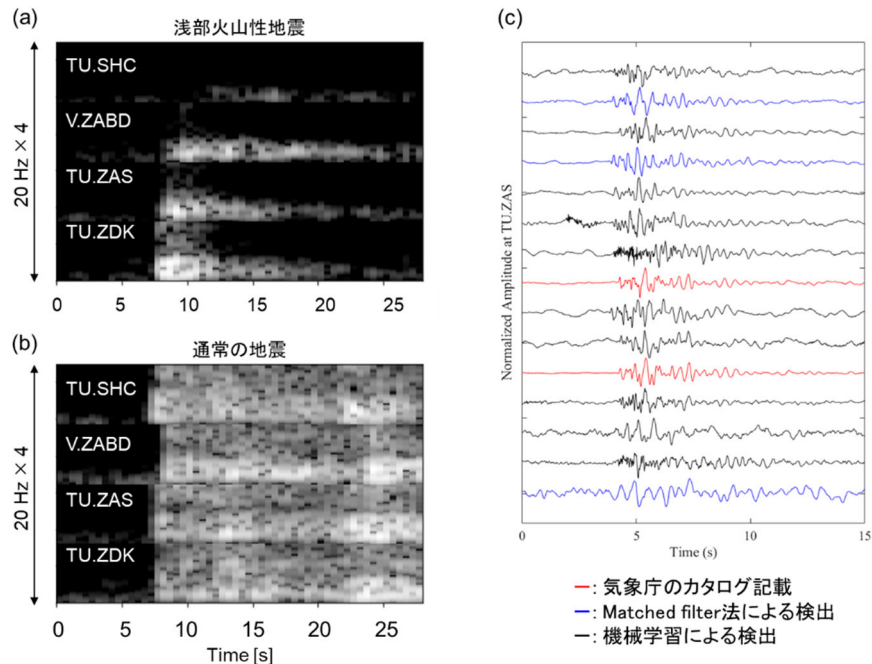 (a)
浅部火山性地震
TU.SHC
V.ZABD
TU.ZAS
TU.ZDK
20 Hz × 4
0 5 10 15 20 25
(b)
通常の地震
TU.SHC
V.ZABD
TU.ZAS
TU.ZDK
20 Hz × 4
0 5 10 15 20 25
Time [s]
(c)
Normalized Amplitude at TU.ZAS
0 5 10 15
Time (s)
—: 気象庁のカタログ記載
—: Matched filter法による検出
—: 機械学習による検出